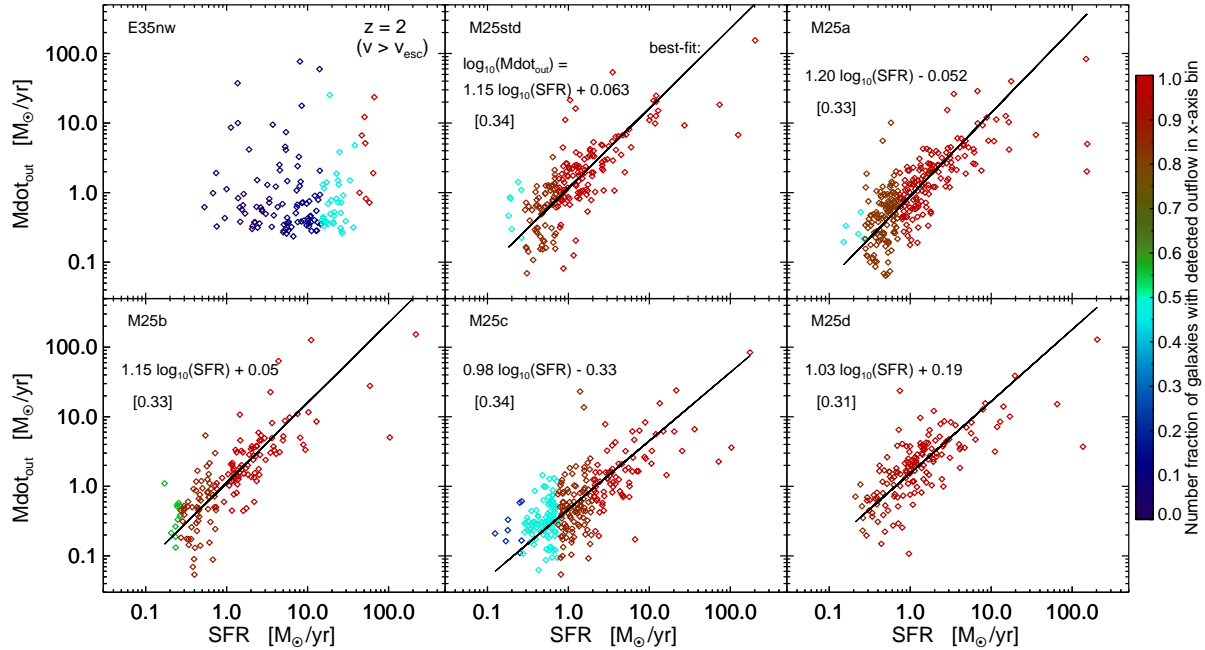 E35nw
z = 2
(v > vesc)
M25std
best-fit:
log10(Mdotout) =
1.15 log10(SFR) + 0.063
[0.34]
M25a
1.20 log10(SFR) - 0.052
[0.33]
100.0
10.0
1.0
0.1
Mdotout [M⊙/yr]
M25b
1.15 log10(SFR) + 0.05
[0.33]
M25c
0.98 log10(SFR) - 0.33
[0.34]
M25d
1.03 log10(SFR) + 0.19
[0.31]
100.0
10.0
1.0
0.1
Mdotout [M⊙/yr]
0.1 1.0 10.0 100.0
0.1 1.0 10.0 100.0
0.1 1.0 10.0 100.0
SFR [M⊙/yr]
SFR [M⊙/yr]
SFR [M⊙/yr]
1.0
0.9
0.8
0.7
0.6
0.5
0.4
0.3
0.2
0.1
0.0
Number fraction of galaxies with detected outflow in x-axis bin